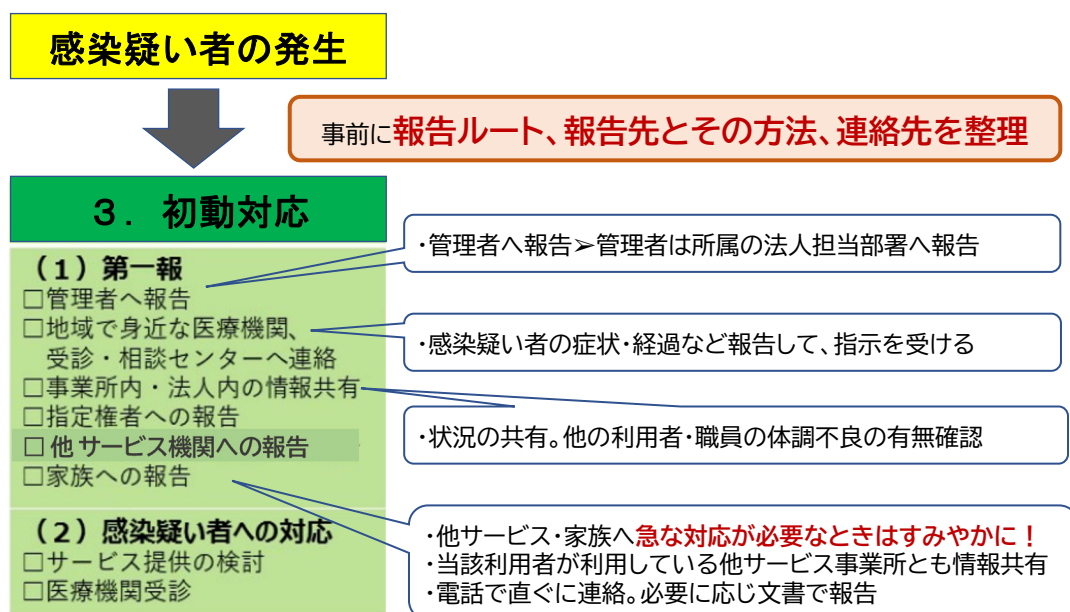 感染疑い者の発生
事前に報告ルート、報告先とその方法、連絡先を整理
３．初動対応
（１）第一報
□管理者へ報告
□地域で身近な医療機関、
受診・相談センターへ連絡
□事業所内・法人内の情報共有
□指定権者への報告
□他サービス機関への報告
□家族への報告
（２）感染疑い者への対応
□サービス提供の検討
□医療機関受診
・管理者へ報告➢管理者は所属の法人担当部署へ報告
・感染疑い者の症状・経過など報告して、指示を受ける
・状況の共有。他の利用者・職員の体調不良の有無確認
・他サービス・家族へ急な対応が必要なときはすみやかに！
・当該利用者が利用している他サービス事業所とも情報共有
・電話で直ぐに連絡。必要に応じ文書で報告